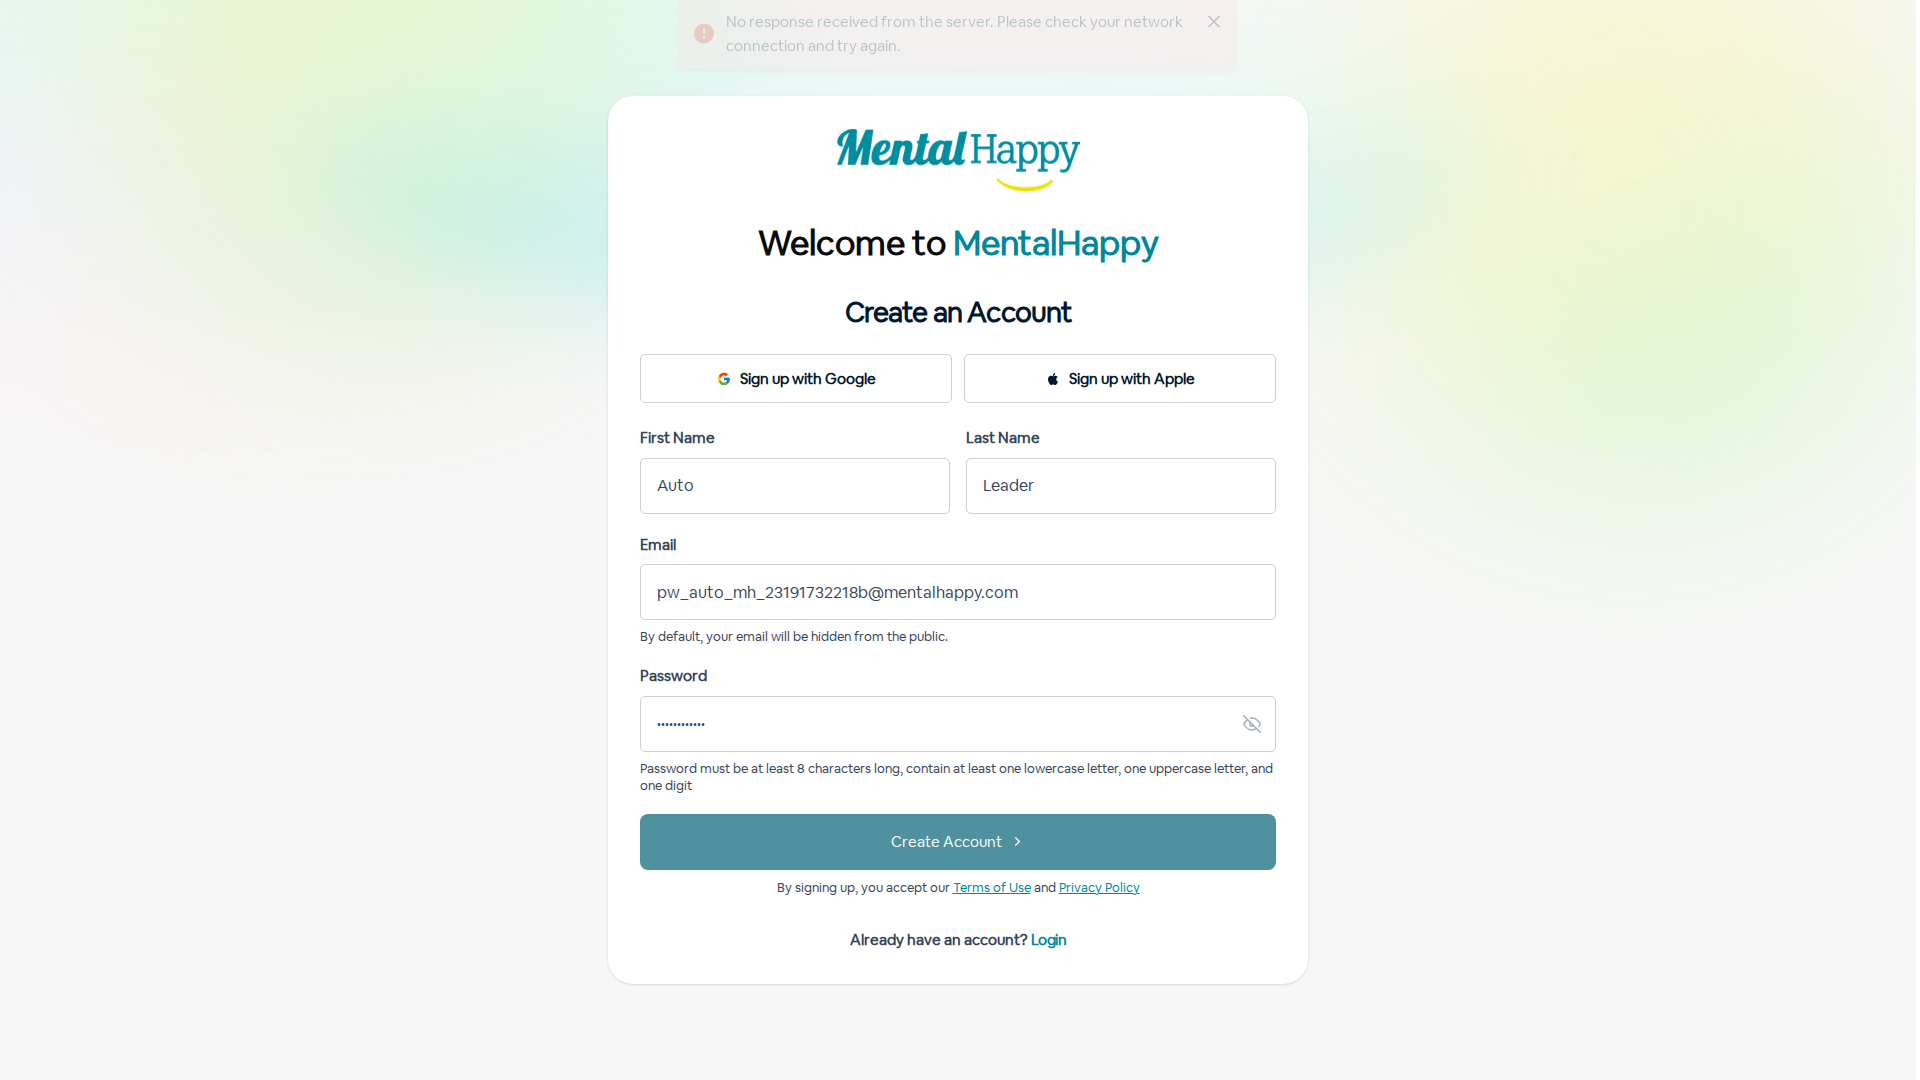 No response received from the server. Please check your network
connection and try again.
Mental Happy
Welcome to MentalHappy
Create an Account
Sign up with Google
Sign up with Apple
First Name
Last Name
Auto
Leader
Email
pw_auto_mh_23191732218b@mentalhappy.com
By default, your email will be hidden from the public.
Password
••••••••••••
Password must be at least 8 characters long, contain at least one lowercase letter, one uppercase letter, and
one digit
Create Account
By signing up, you accept our Terms of Use and Privacy Policy
Already have an account? Login